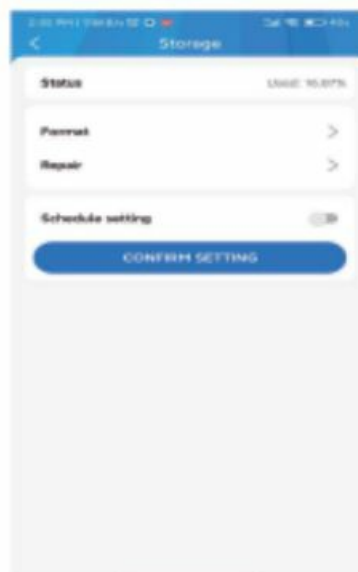 Storage
Status
Format
Repair
Schedule setting
CONFIRM SETTING